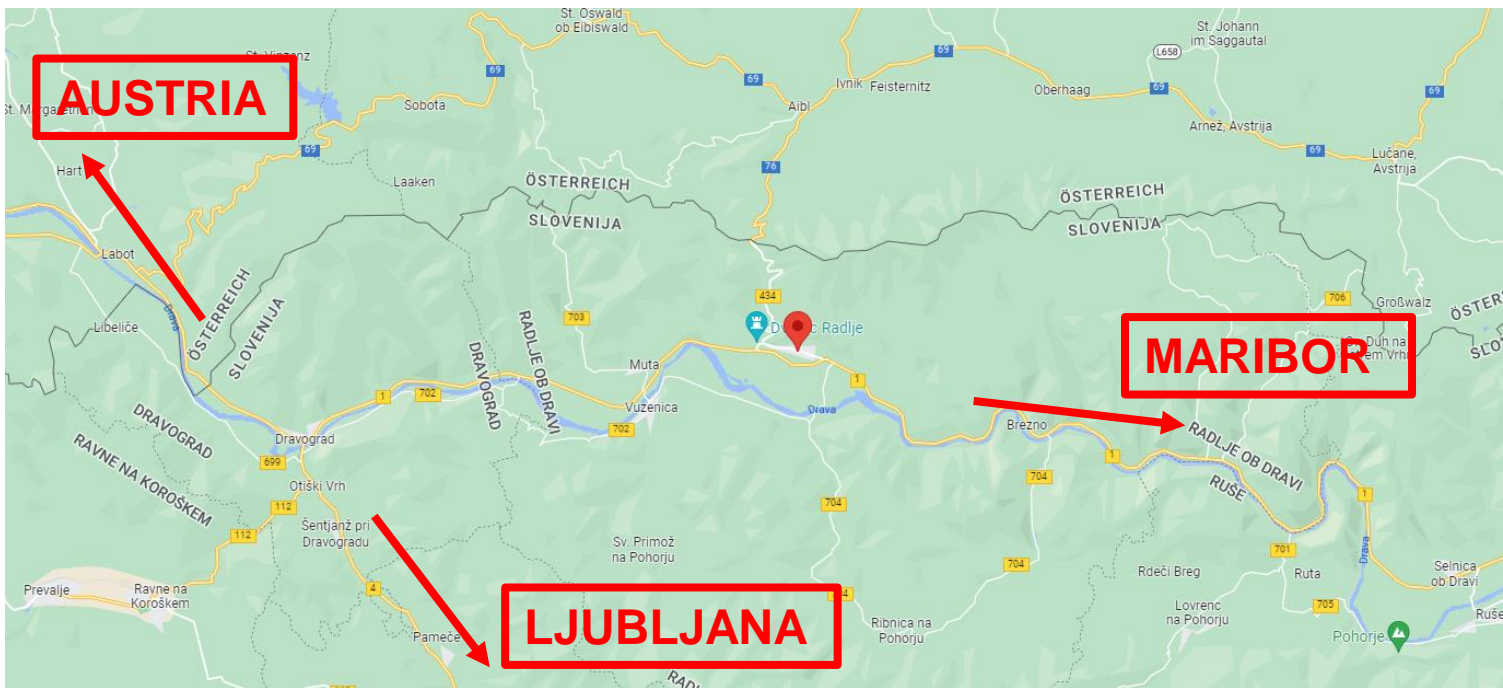 St. Oswald
ob Eibiswald
St. Johann
im Saggautal
L658
69
69
69
69
69
AUSTRIA
Sobota
Aibl
Ivnik
Feisternitz
Oberhaag
Arnež, Avstrija
69
Lučane,
Avstrija
69
Hart
Laaken
76
ÖSTERREICH
SLOVENIJA
ÖSTERREICH
SLOVENIJA
Labot
Libeliče
Drava
ÖSTERREICH
SLOVENIJA
434
703
706
Großwalz
Radlje
MARIBOR
DRAVOGRAD
RADLJE OB DRAVI
Muta
Vuzenica
1
702
702
1
Drava
Brezno
1
RADLJE OB DRAVI
RUŠE
DRAVOGRAD
RAVNE NA KOROŠKEM
Dravograd
699
Otiški Vrh
112
112
Šentjanž pri
Dravogradu
704
704
704
1
Drava
701
Sv. Primož
na Pohorju
Rdeči Breg
Ruta
Selnica
ob Dravi
Prevalje
Ravne na
Koroškem
4
LJUBLJANA
Ribnica na
Pohorju
Lovrenc
na Pohorju
705
Ruše
Pameče
Pohorje